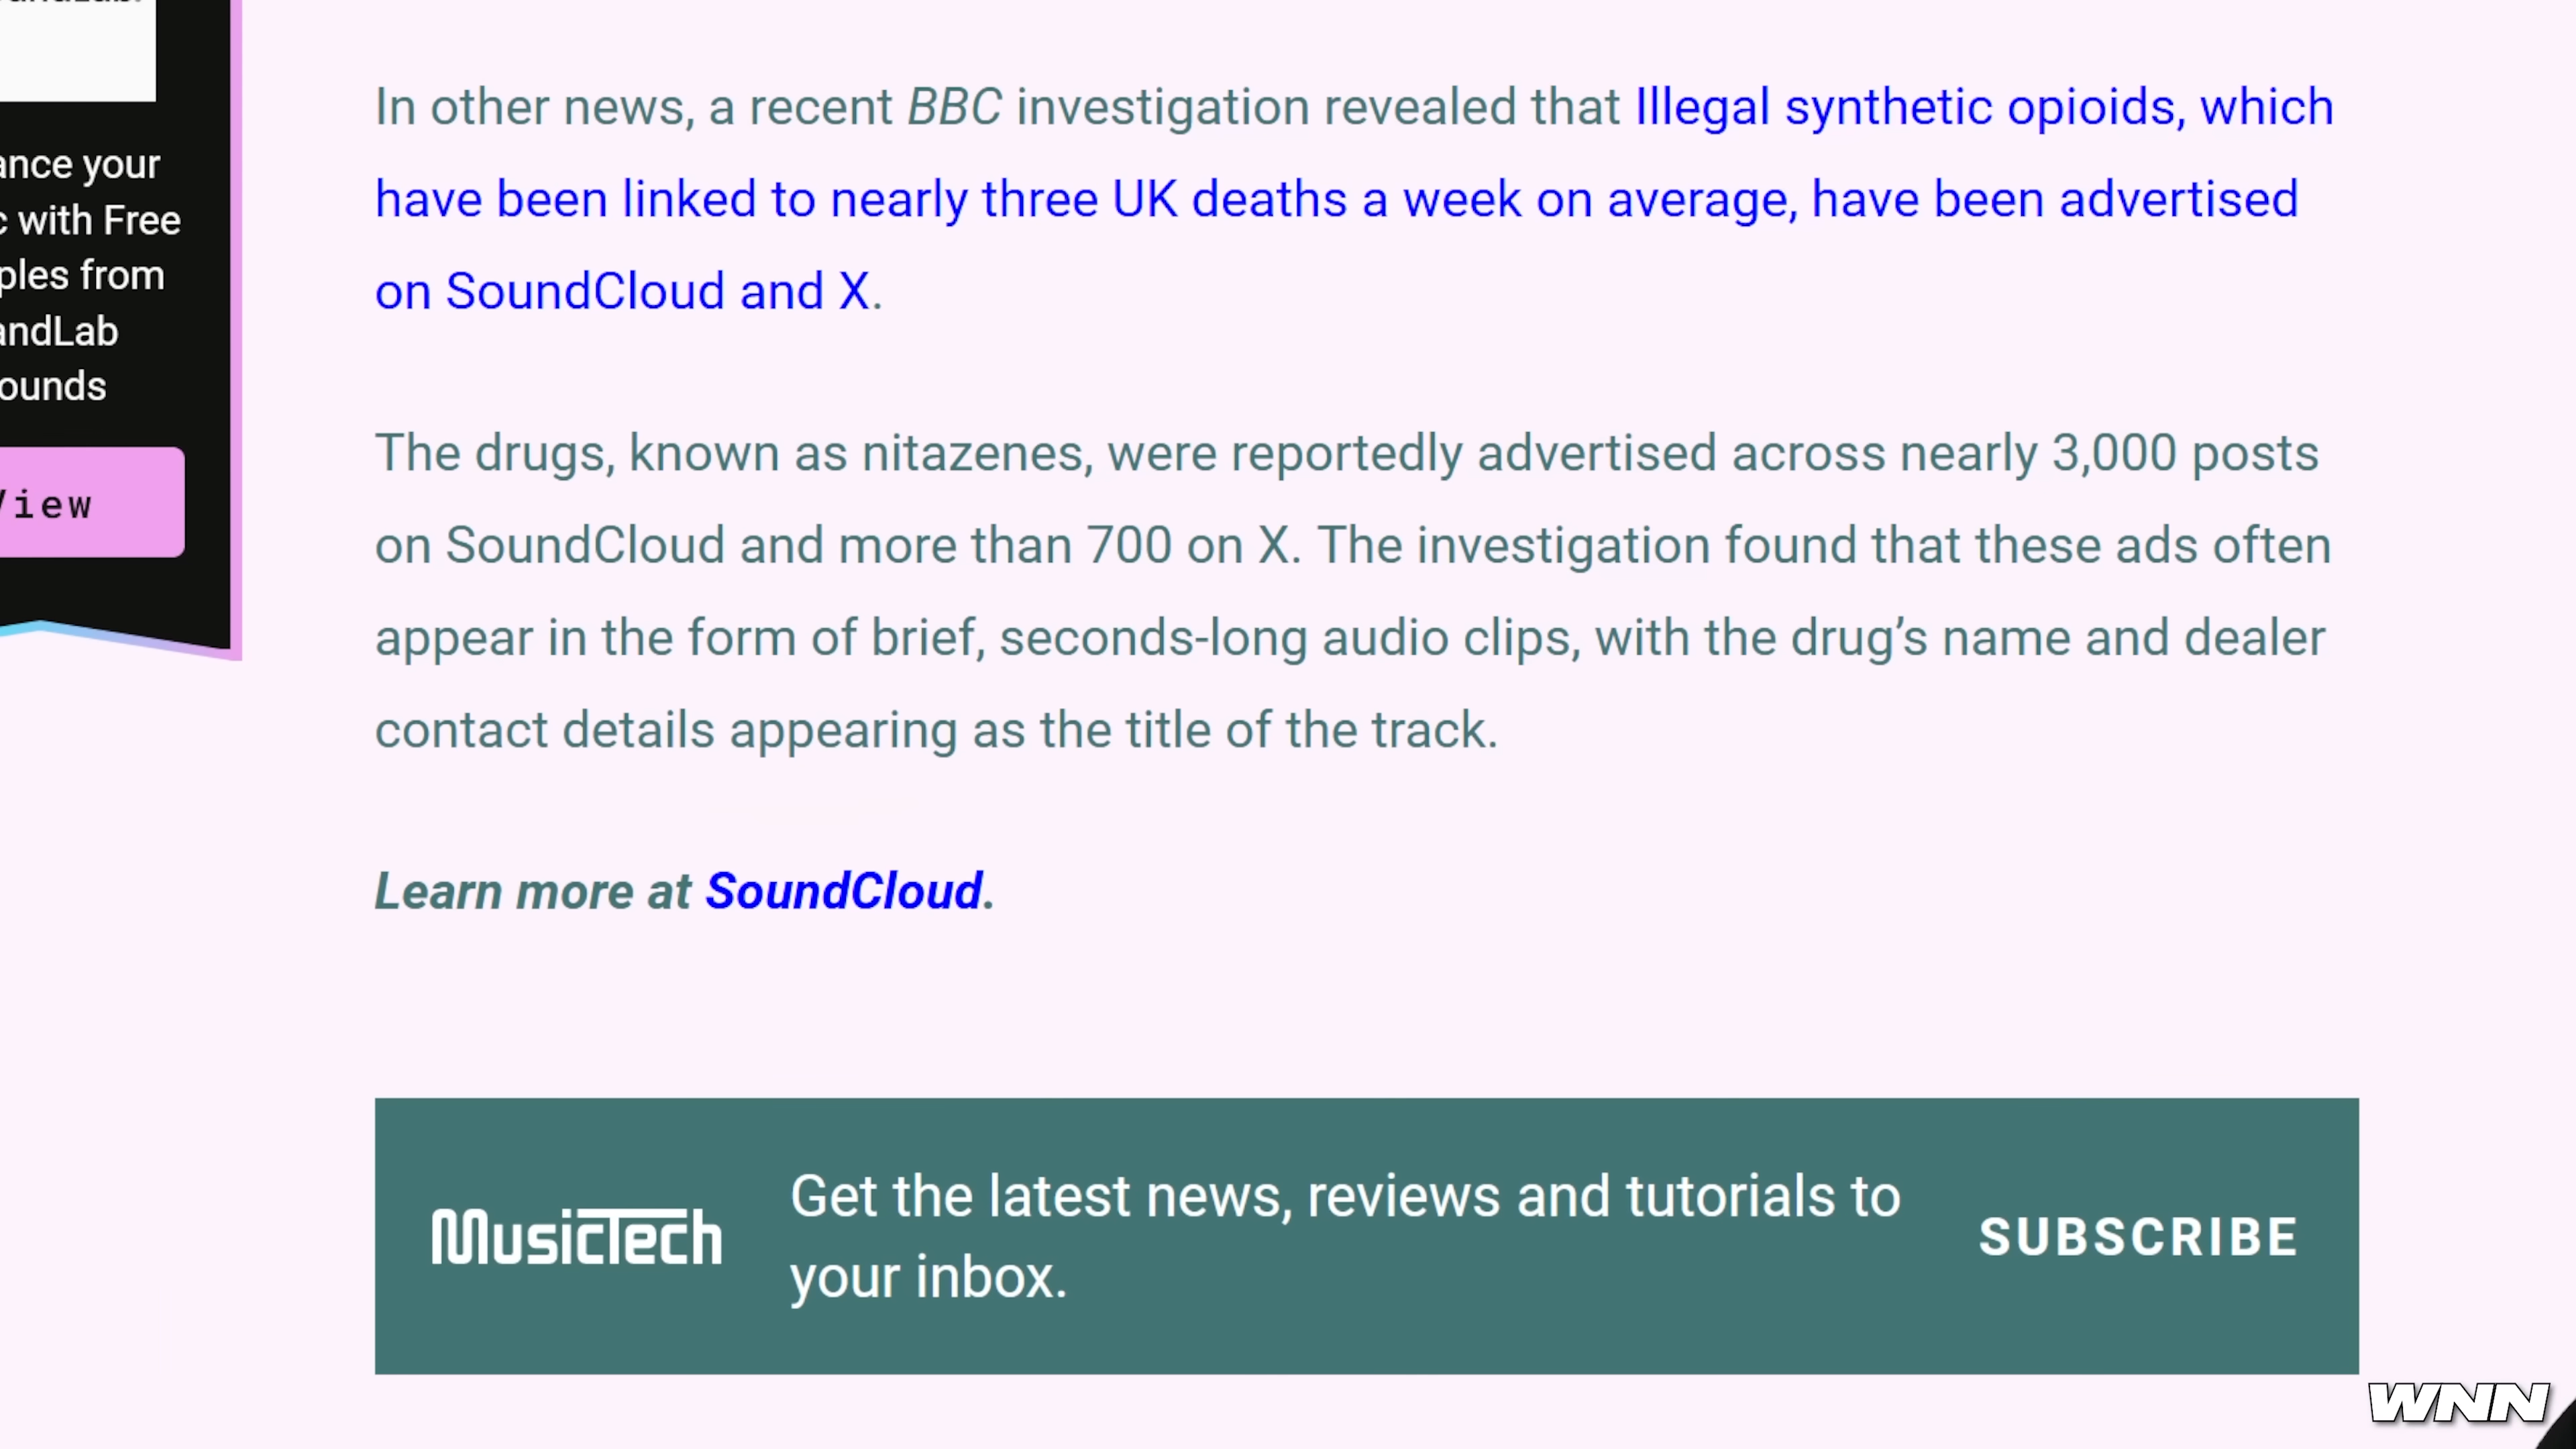 ance your
c with Free
ples from
andLab
ounds
View
In other news, a recent BBC investigation revealed that Illegal synthetic opioids, which
have been linked to nearly three UK deaths a week on average, have been advertised
on SoundCloud and X.
The drugs, known as nitazenes, were reportedly advertised across nearly 3,000 posts
on SoundCloud and more than 700 on X. The investigation found that these ads often
appear in the form of brief, seconds-long audio clips, with the drug’s name and dealer
contact details appearing as the title of the track.
Learn more at SoundCloud.
MusicTech
Get the latest news, reviews and tutorials to
your inbox.
SUBSCRIBE
WNN